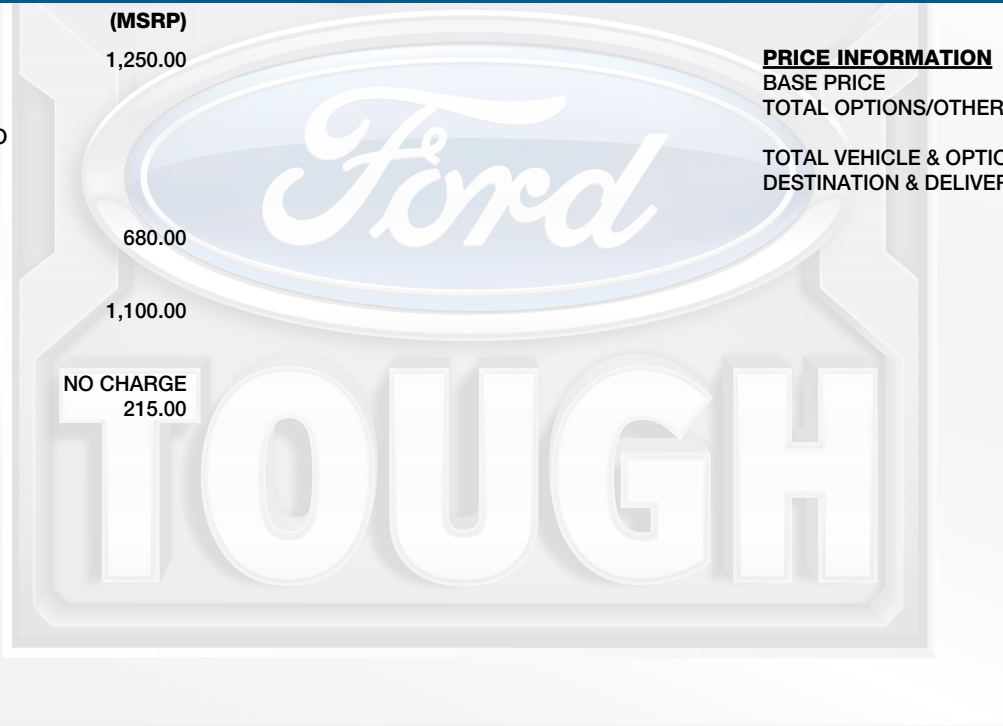 (MSRP)
1,250.00
680.00
1,100.00
NO CHARGE
215.00
PRICE INFORMATION
BASE PRICE
TOTAL OPTIONS/OTHER
TOTAL VEHICLE & OPTIO
DESTINATION & DELIVER
Ford
TOUGH